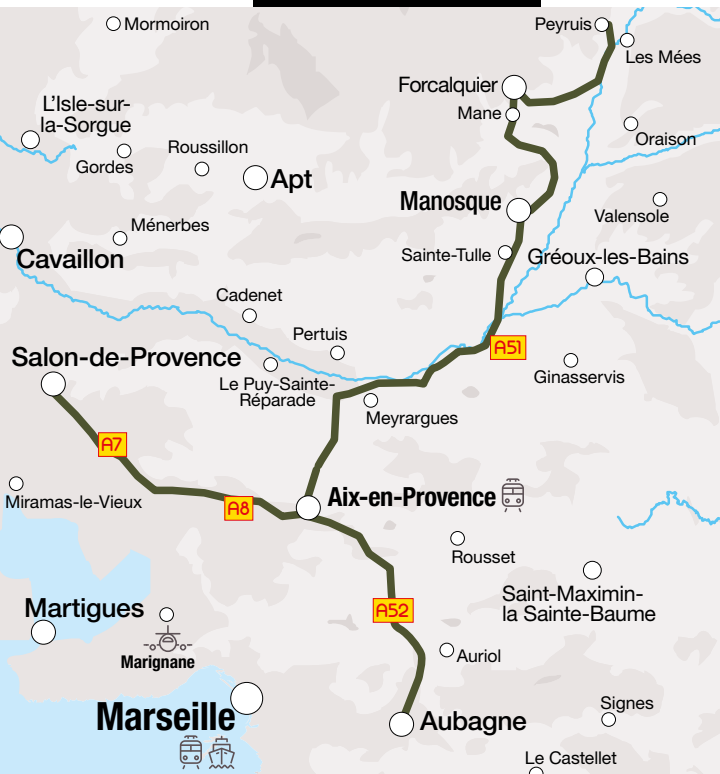 Mormoiron
Peyruis
Les Mées
Forcalquier
Mane
L'Isle-sur-
la-Sorgue
Oraison
Roussillon
Gordes
Apt
Manosque
Valensole
Ménerbes
Cavaillon
Sainte-Tulle
Gréoux-les-Bains
Cadenet
Pertuis
A51
Salon-de-Provence
Le Puy-Sainte-
Réparade
Ginasservis
Meyrargues
A7
Miramas-le-Vieux
A8
Aix-en-Provence
Rousset
Saint-Maximin-
la Sainte-Baume
Martigues
A52
Marignane
Auriol
Marseille
Aubagne
Signes
Le Castellet